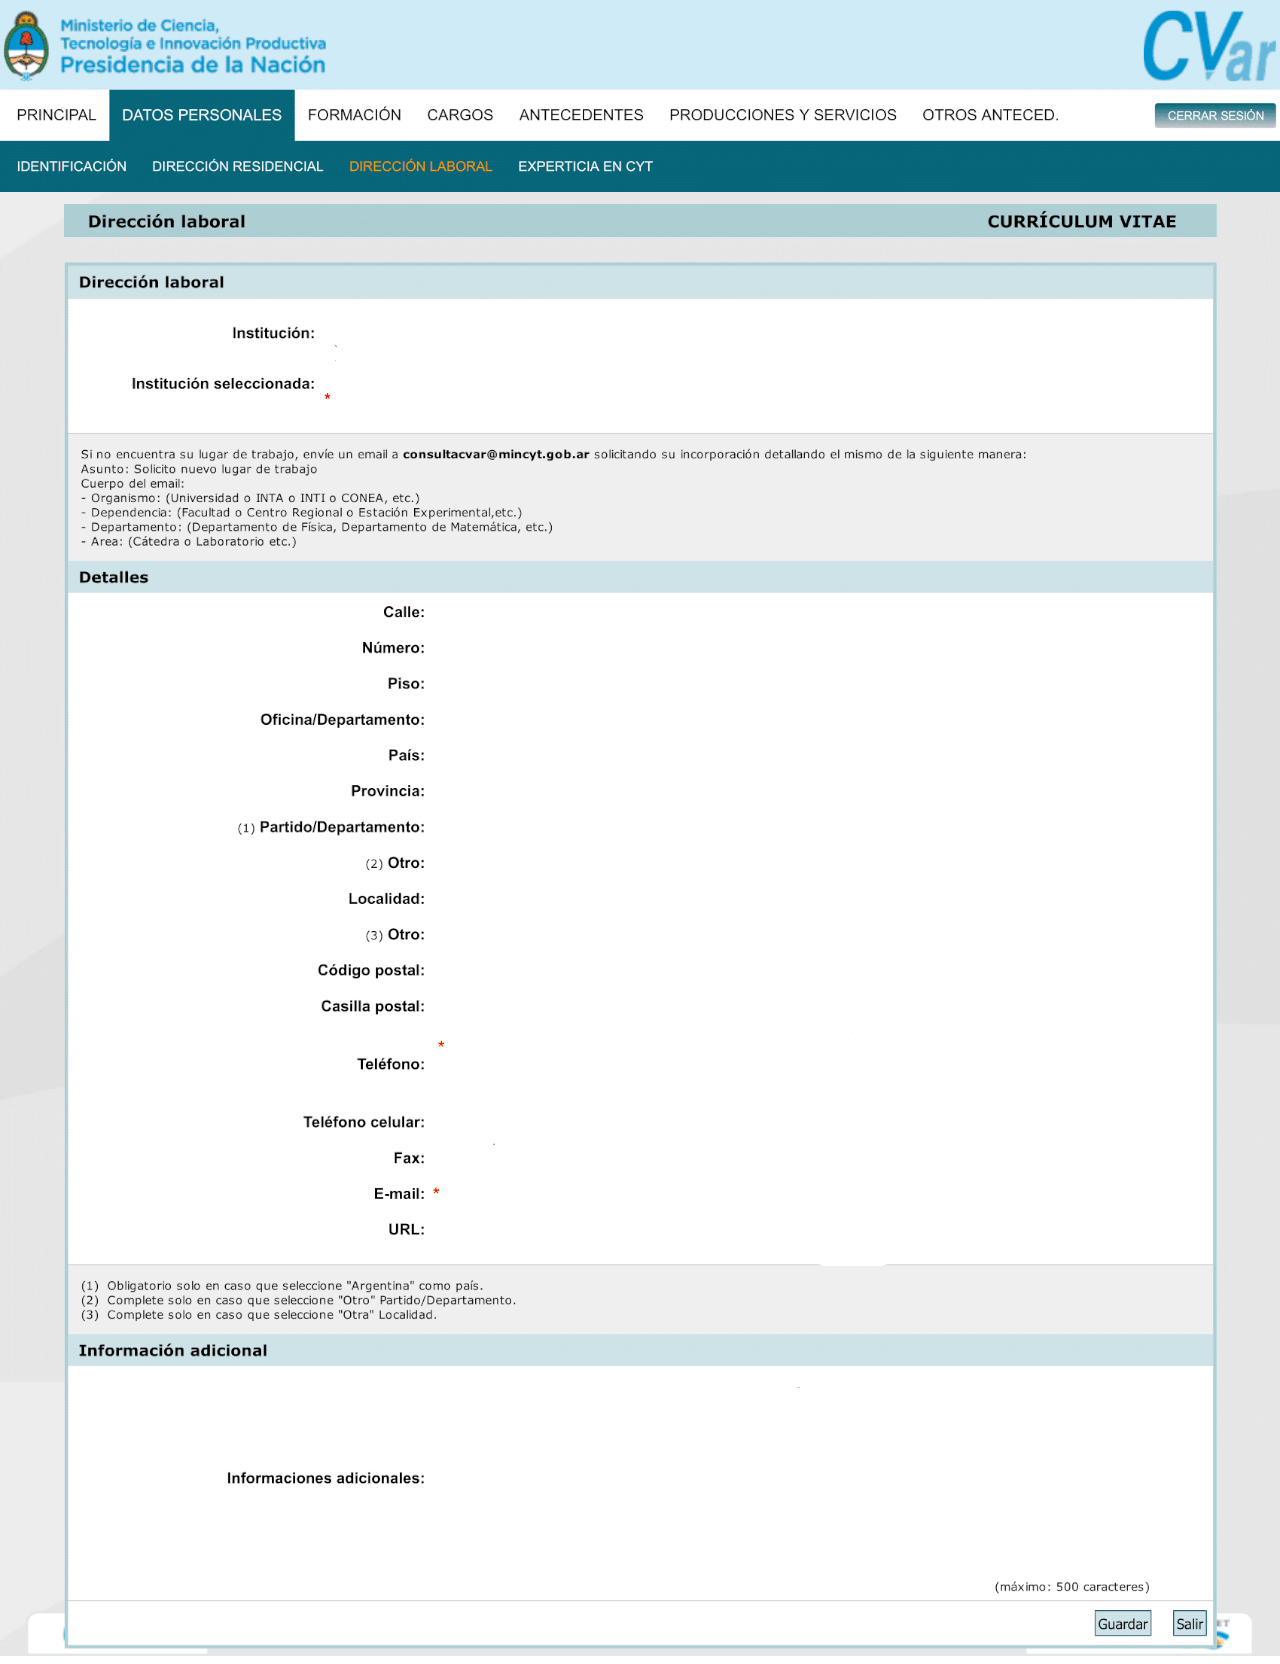 Ministerio de Ciencia,
Tecnología e Innovación Productiva
Presidencia de la Nación
CVar
PRINCIPAL DATOS PERSONALES FORMACIÓN CARGOS ANTECEDENTES PRODUCCIONES Y SERVICIOS OTROS ANTECED. CERRAR SESIÓN
IDENTIFICACIÓN DIRECCIÓN RESIDENCIAL DIRECCIÓN LABORAL EXPERTICIA EN CYT
Dirección laboral CURRÍCULUM VITAE
Dirección laboral
Institución:
Institución seleccionada:
*
Si no encuentra su lugar de trabajo, envíe un email a consultacvar@mincyt.gob.ar solicitando su incorporación detallando el mismo de la siguiente manera:
Asunto: Solicito nuevo lugar de trabajo
Cuerpo del email:
- Organismo: (Universidad o INTA o INTI o CONEA, etc.)
- Dependencia: (Facultad o Centro Regional o Estación Experimental,etc.)
- Departamento: (Departamento de Física, Departamento de Matemática, etc.)
- Area: (Cátedra o Laboratorio etc.)
Detalles
Calle:
Número:
Piso:
Oficina/Departamento:
País:
Provincia:
(1) Partido/Departamento:
(2) Otro:
Localidad:
(3) Otro:
Código postal:
Casilla postal:
*
Teléfono:
Teléfono celular:
Fax:
E-mail: *
URL:
(1) Obligatorio solo en caso que seleccione "Argentina" como país.
(2) Complete solo en caso que seleccione "Otro" Partido/Departamento.
(3) Complete solo en caso que seleccione "Otra" Localidad.
Información adicional
Informaciones adicionales:
(máximo: 500 caracteres)
Guardar Salir